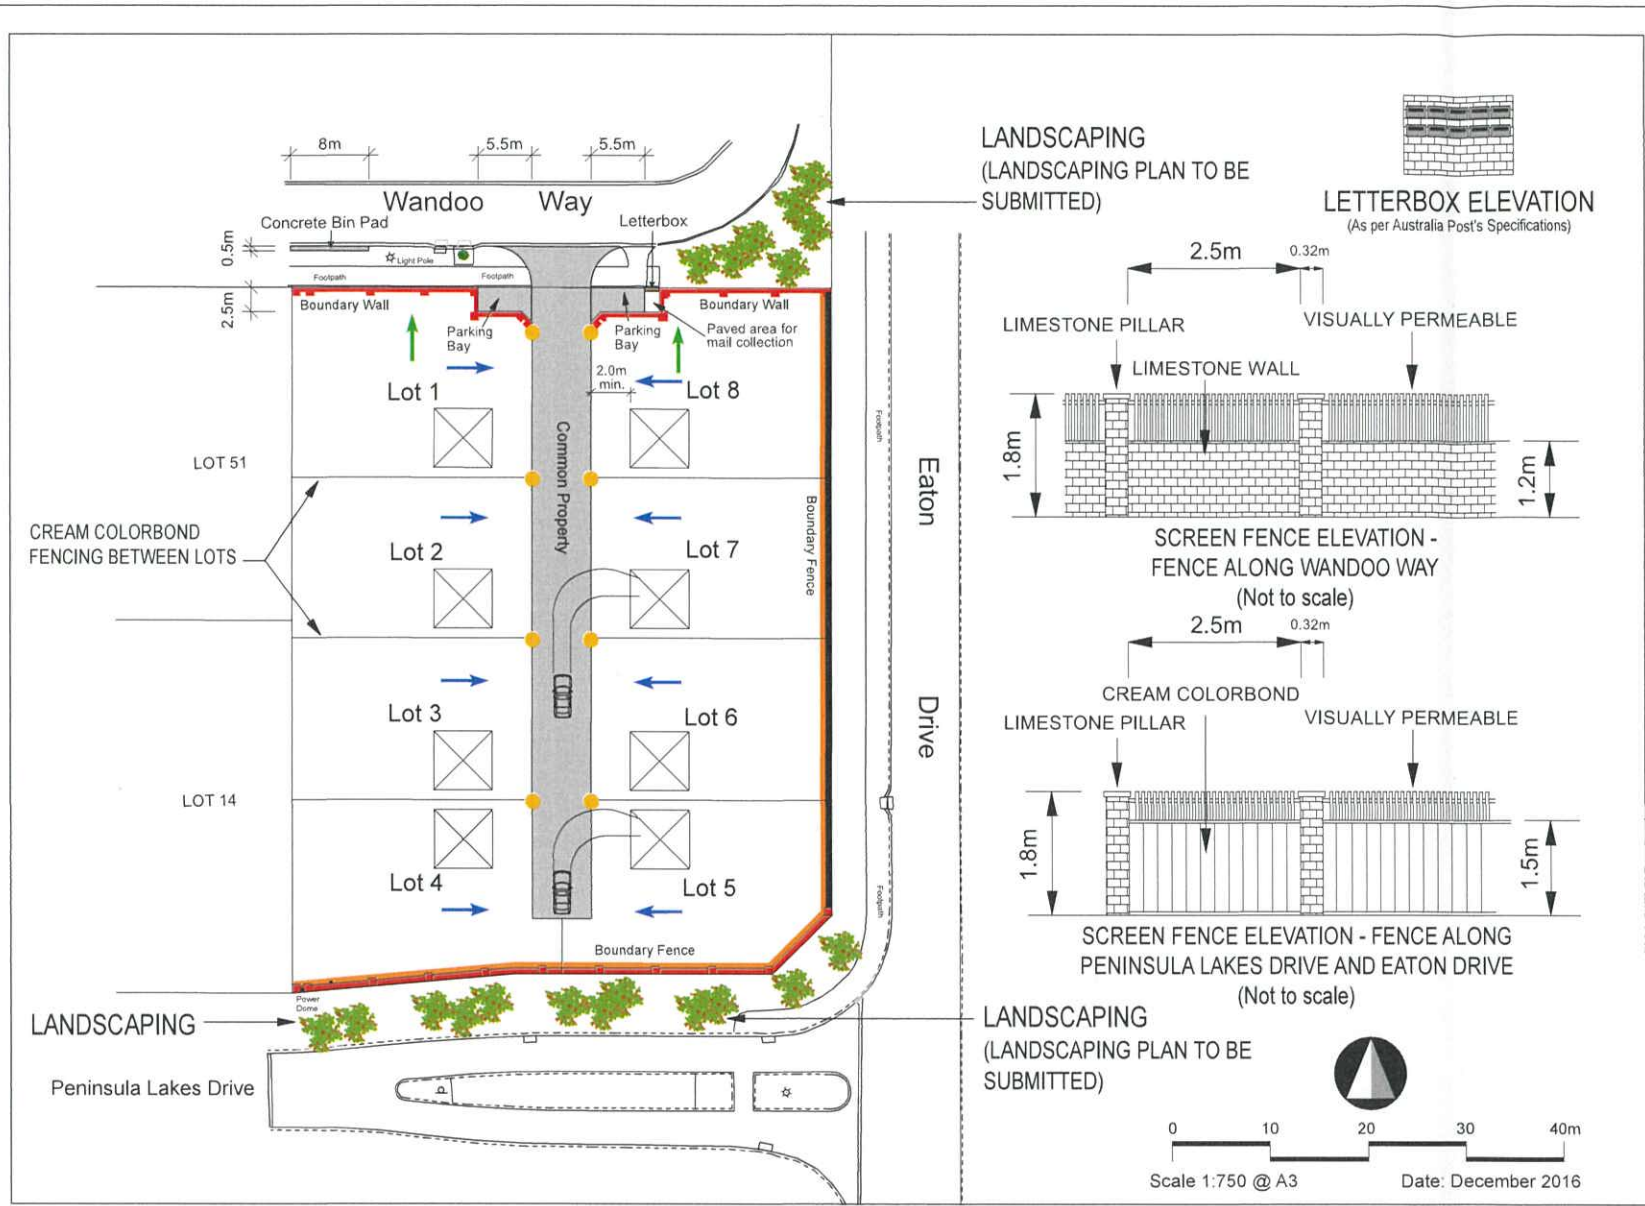 8m
5.5m
5.5m
Wandoo Way
Concrete Bin Pad
Letterbox
0.5m
Light Pole
Footpath
Footpath
2.5m
Boundary Wall
Boundary Wall
Parking
Bay
Parking
Bay
Paved area for
mail collection
2.0m
min.
Lot 1
Lot 8
Common Property
LOT 51
CREAM COLORBOND
FENCING BETWEEN LOTS
Lot 2
Lot 7
Boundary Fence
Lot 3
Lot 6
LOT 14
Lot 4
Lot 5
Boundary Fence
Footpath
Footpath
Eaton Drive
Power
Dome
LANDSCAPING
Peninsula Lakes Drive
LANDSCAPING
(LANDSCAPING PLAN TO BE
SUBMITTED)
LETTERBOX ELEVATION
(As per Australia Post's Specifications)
2.5m
0.32m
LIMESTONE PILLAR
VISUALLY PERMEABLE
LIMESTONE WALL
1.8m
1.2m
SCREEN FENCE ELEVATION -
FENCE ALONG WANDOO WAY
(Not to scale)
2.5m
0.32m
CREAM COLORBOND
LIMESTONE PILLAR
VISUALLY PERMEABLE
1.8m
1.5m
SCREEN FENCE ELEVATION - FENCE ALONG
PENINSULA LAKES DRIVE AND EATON DRIVE
(Not to scale)
LANDSCAPING
(LANDSCAPING PLAN TO BE
SUBMITTED)
0 10 20 30 40m
Scale 1:750 @ A3
Date: December 2016